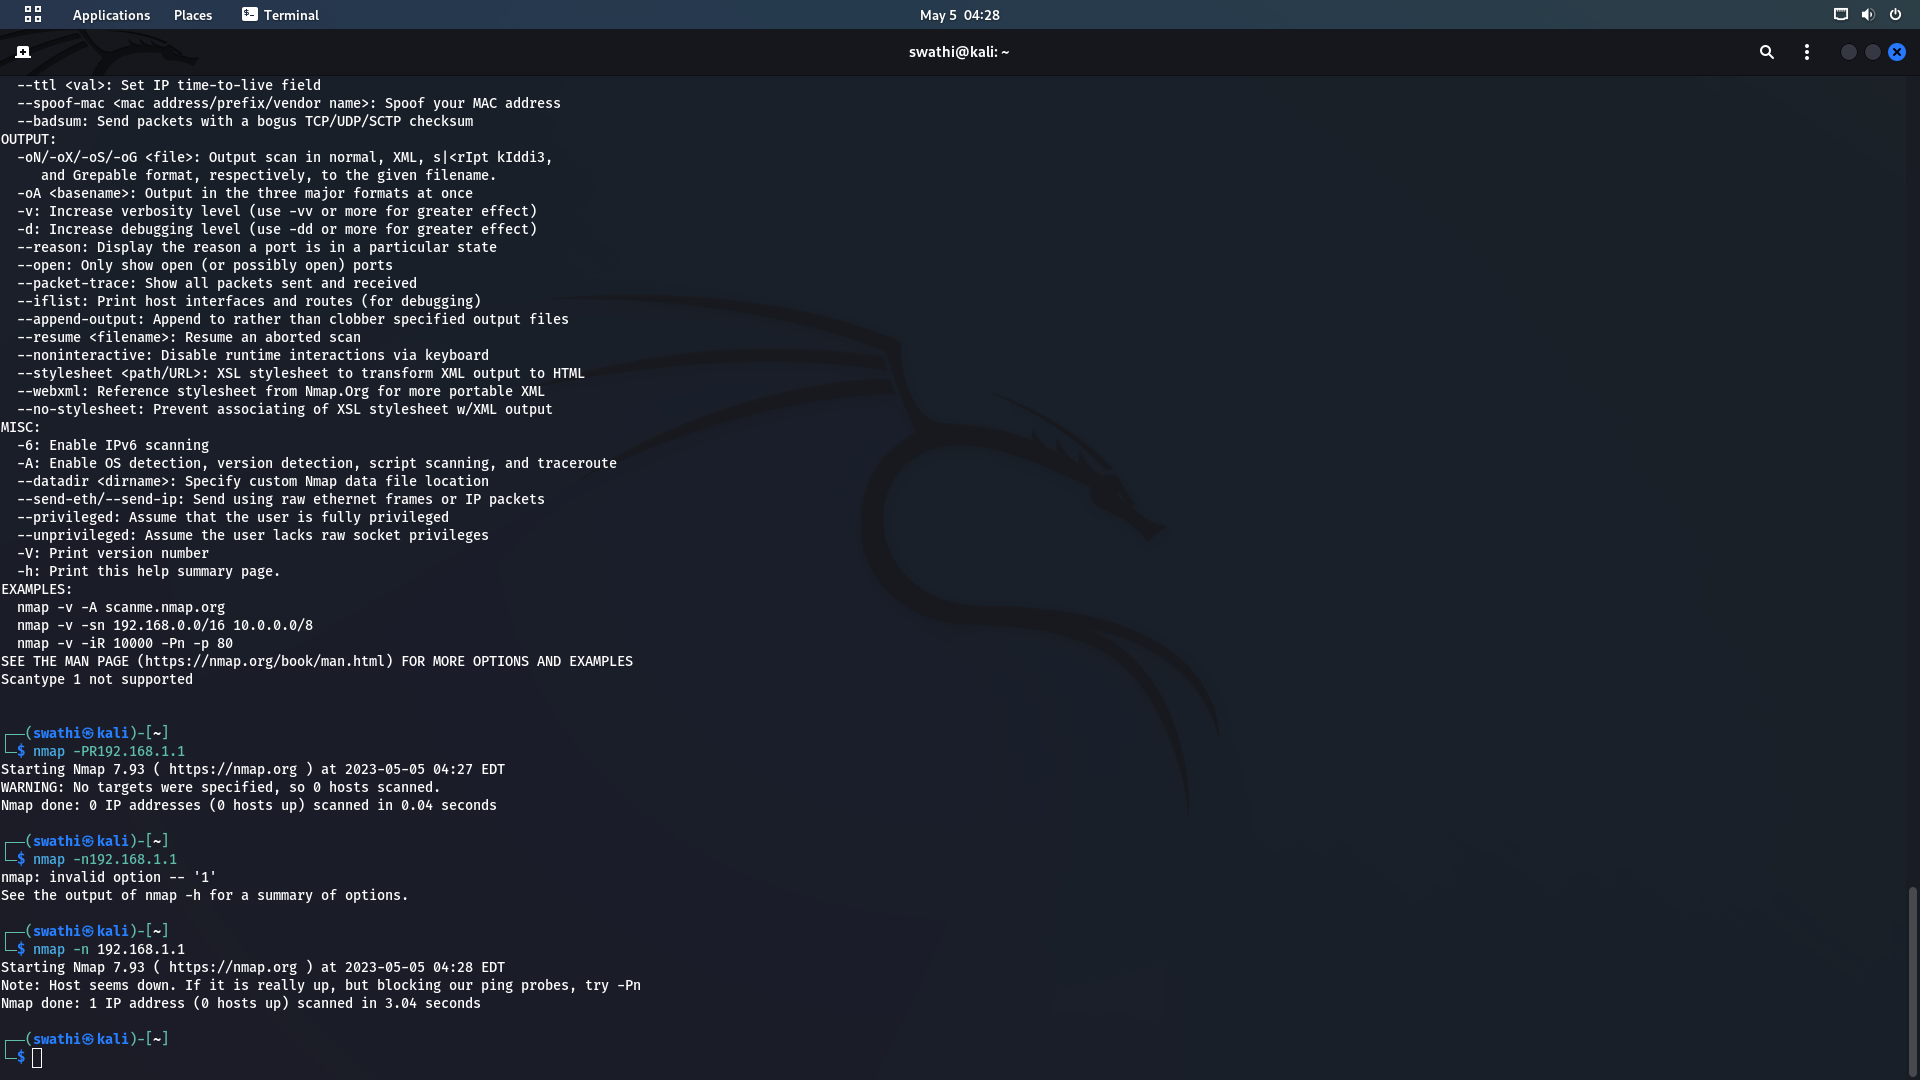 Applications Places Terminal May 5 04:28
swathi@kali: ~
--ttl <val>: Set IP time-to-live field
--spoof-mac <mac address/prefix/vendor name>: Spoof your MAC address
--badsum: Send packets with a bogus TCP/UDP/SCTP checksum
OUTPUT:
-oN/-oX/-oS/-oG <file>: Output scan in normal, XML, s|<rIpt kIddi3,
and Grepable format, respectively, to the given filename.
-oA <basename>: Output in the three major formats at once
-v: Increase verbosity level (use -vv or more for greater effect)
-d: Increase debugging level (use -dd or more for greater effect)
--reason: Display the reason a port is in a particular state
--open: Only show open (or possibly open) ports
--packet-trace: Show all packets sent and received
--iflist: Print host interfaces and routes (for debugging)
--append-output: Append to rather than clobber specified output files
--resume <filename>: Resume an aborted scan
--noninteractive: Disable runtime interactions via keyboard
--stylesheet <path/URL>: XSL stylesheet to transform XML output to HTML
--webxml: Reference stylesheet from Nmap.Org for more portable XML
--no-stylesheet: Prevent associating of XSL stylesheet w/XML output
MISC:
-6: Enable IPv6 scanning
-A: Enable OS detection, version detection, script scanning, and traceroute
--datadir <dirname>: Specify custom Nmap data file location
--send-eth/--send-ip: Send using raw ethernet frames or IP packets
--privileged: Assume that the user is fully privileged
--unprivileged: Assume the user lacks raw socket privileges
-V: Print version number
-h: Print this help summary page.
EXAMPLES:
nmap -v -A scanme.nmap.org
nmap -v -sn 192.168.0.0/16 10.0.0.0/8
nmap -v -iR 10000 -Pn -p 80
SEE THE MAN PAGE (https://nmap.org/book/man.html) FOR MORE OPTIONS AND EXAMPLES
Scantype 1 not supported
┌──(swathi㉿kali)-[~]
└─$ nmap -PR192.168.1.1
Starting Nmap 7.93 ( https://nmap.org ) at 2023-05-05 04:27 EDT
WARNING: No targets were specified, so 0 hosts scanned.
Nmap done: 0 IP addresses (0 hosts up) scanned in 0.04 seconds
┌──(swathi㉿kali)-[~]
└─$ nmap -n192.168.1.1
nmap: invalid option -- '1'
See the output of nmap -h for a summary of options.
┌──(swathi㉿kali)-[~]
└─$ nmap -n 192.168.1.1
Starting Nmap 7.93 ( https://nmap.org ) at 2023-05-05 04:28 EDT
Note: Host seems down. If it is really up, but blocking our ping probes, try -Pn
Nmap done: 1 IP address (0 hosts up) scanned in 3.04 seconds
┌──(swathi㉿kali)-[~]
└─$